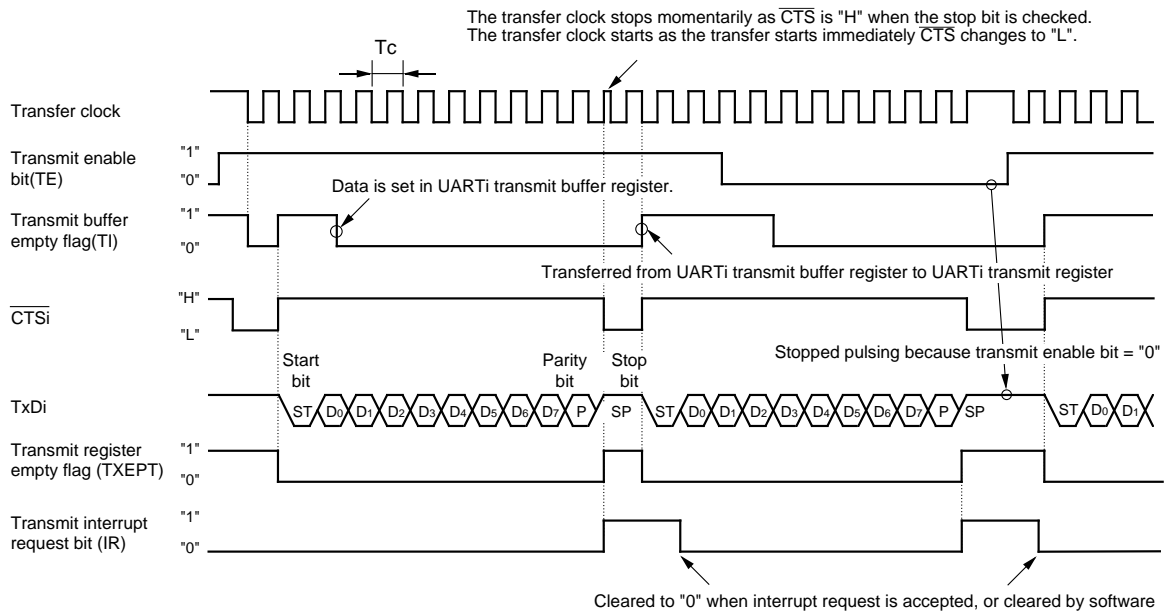 The transfer clock stops momentarily as CTS is "H" when the stop bit is checked.
The transfer clock starts as the transfer starts immediately CTS changes to "L".
Tc
Transfer clock
Transmit enable
bit(TE)
"1"
"0"
Data is set in UARTi transmit buffer register.
Transmit buffer
empty flag(TI)
"1"
"0"
Transferred from UARTi transmit buffer register to UARTi transmit register
CTSi
"H"
"L"
Stopped pulsing because transmit enable bit = "0"
Start
bit
Parity
bit
Stop
bit
TxDi
ST D0 D1 D2 D3 D4 D5 D6 D7 P SP ST D0 D1 D2 D3 D4 D5 D6 D7 P SP ST D0 D1
Transmit register
empty flag (TXEPT)
"1"
"0"
Transmit interrupt
request bit (IR)
"1"
"0"
Cleared to "0" when interrupt request is accepted, or cleared by software